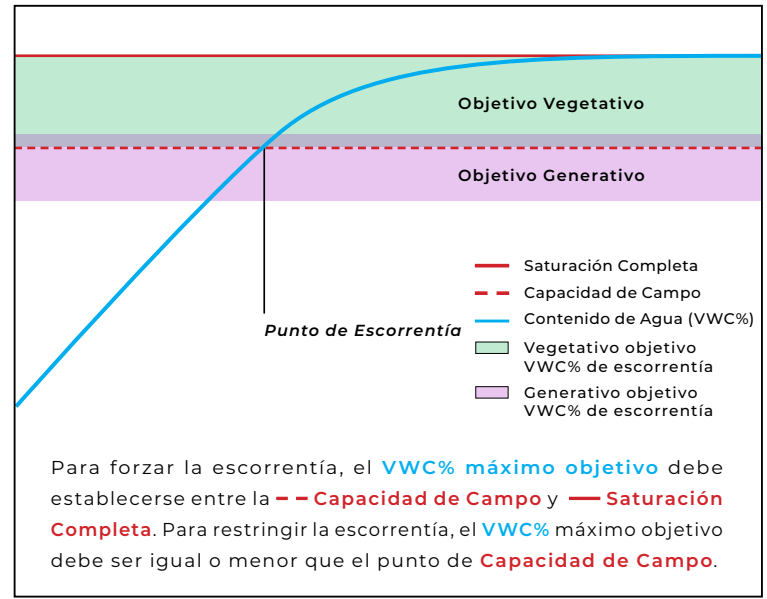 Objetivo Vegetativo
Objetivo Generativo
Saturación Completa
Capacidad de Campo
Contenido de Agua (VWC%)
Vegetativo objetivo
VWC% de escorrentía
Generativo objetivo
VWC% de escorrentía
Punto de Escorrentía
Para forzar la escorrentía, el VWC% máximo objetivo debe
establecerse entre la Capacidad de Campo y Saturación
Completa. Para restringir la escorrentía, el VWC% máximo objetivo
debe ser igual o menor que el punto de Capacidad de Campo.